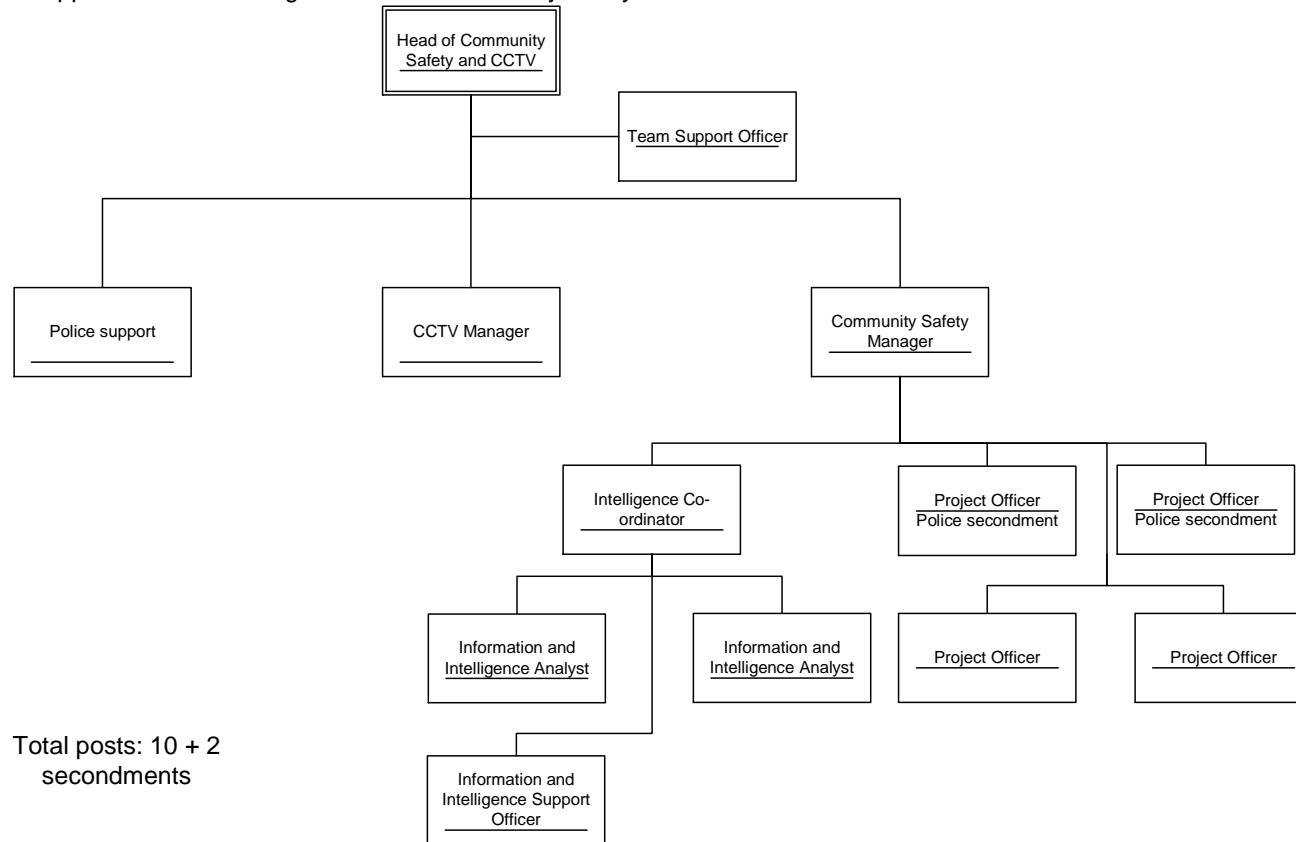 Head of Community
Safety and CCTV
Team Support Officer
Police support
CCTV Manager
Community Safety
Manager
Intelligence Co-
ordinator
Project Officer
Police secondment
Project Officer
Police secondment
Information and
Intelligence Analyst
Information and
Intelligence Analyst
Project Officer
Project Officer
Total posts: 10 + 2
secondments
Information and
Intelligence Support
Officer